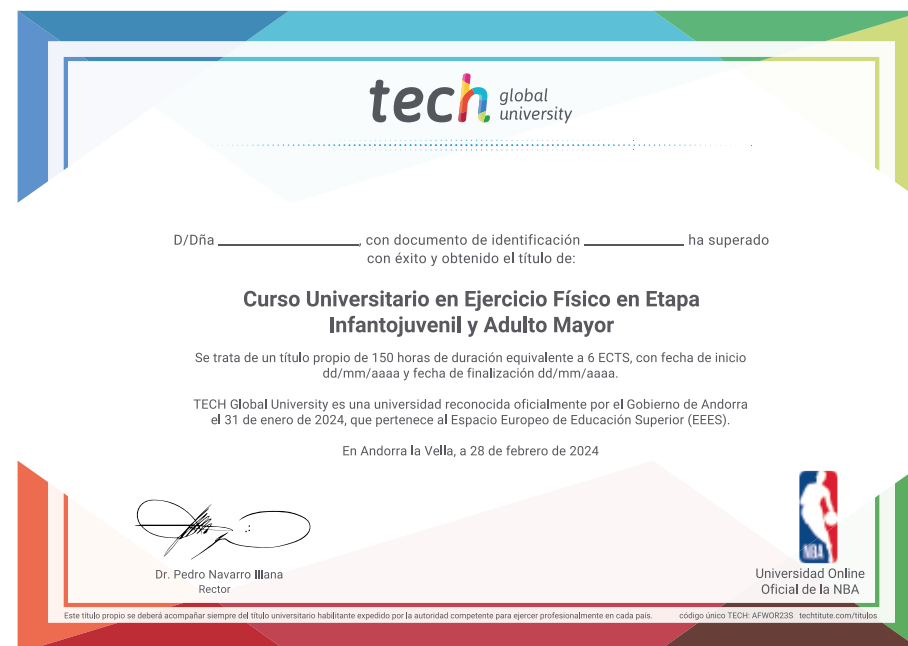 tech global university
D/Dña ____________, con documento de identificación ____________ ha superado
con éxito y obtenido el título de:
Curso Universitario en Ejercicio Físico en Etapa
Infantojuvenil y Adulto Mayor
Se trata de un título propio de 150 horas de duración equivalente a 6 ECTS, con fecha de inicio
dd/mm/aaaa y fecha de finalización dd/mm/aaaa.
TECH Global University es una universidad reconocida oficialmente por el Gobierno de Andorra
el 31 de enero de 2024, que pertenece al Espacio Europeo de Educación Superior (EEES).
En Andorra la Vella, a 28 de febrero de 2024
Dr. Pedro Navarro Illana
Rector
NBA
Universidad Online
Oficial de la NBA
Este título propio se deberá acompañar siempre del título universitario habilitante expedido por la autoridad competente para ejercer profesionalmente en cada país.
código único TECH: AFWOR23S techtitute.com/títulos